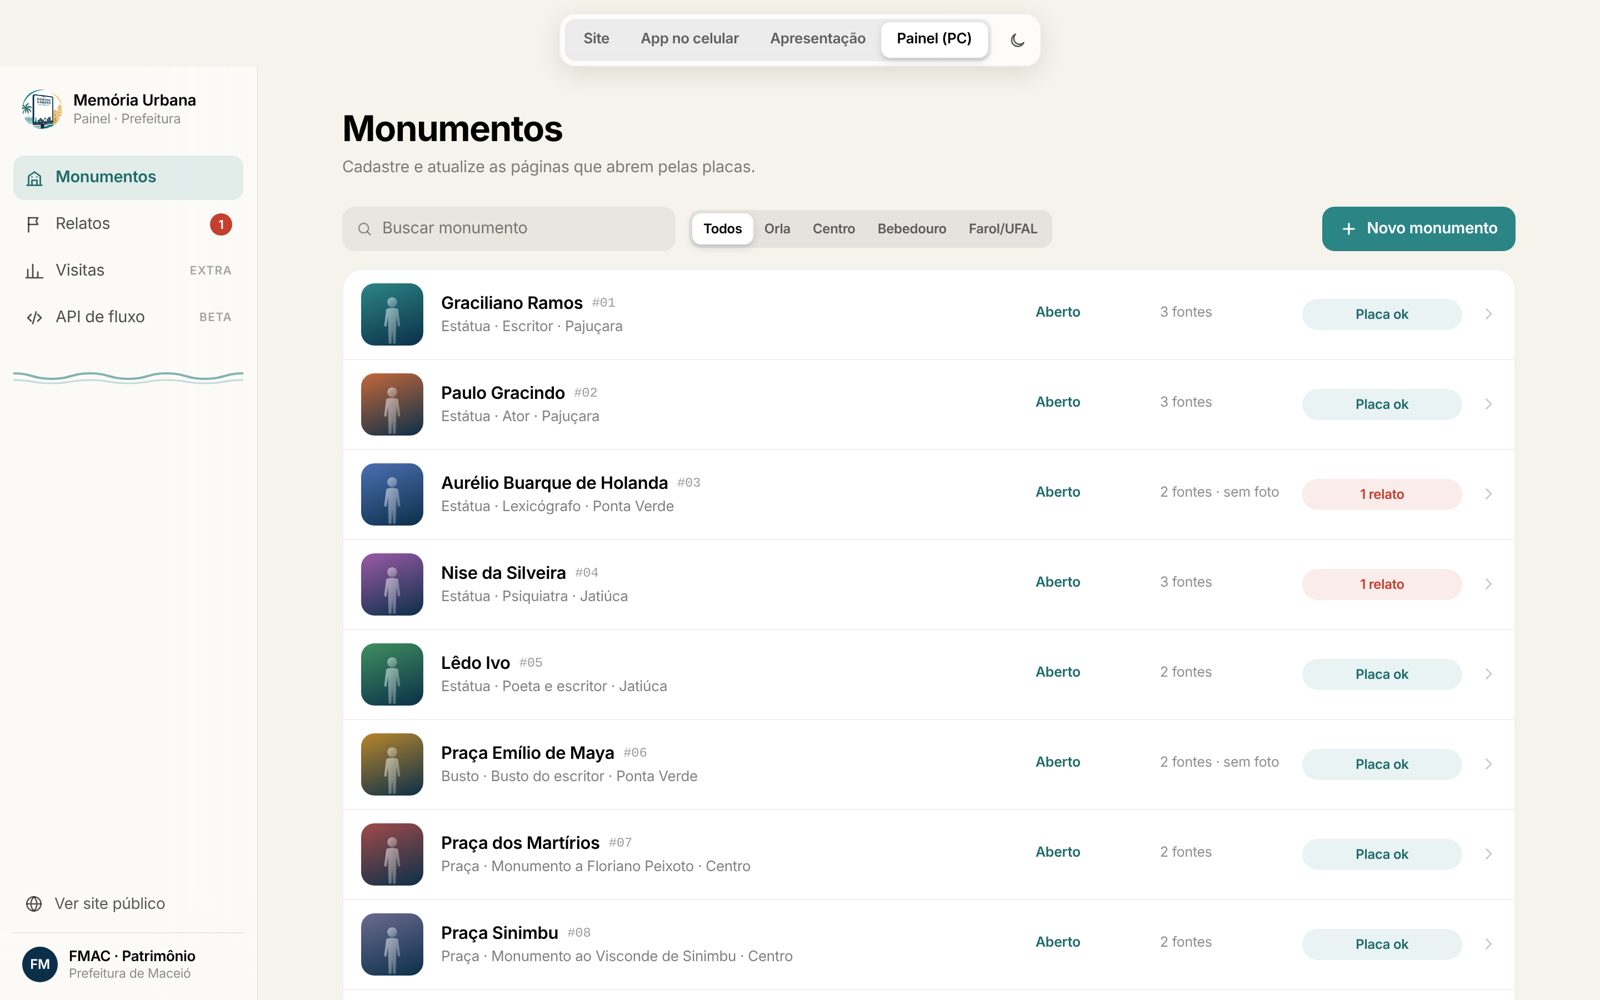 Site
App no celular
Apresentação
Painel (PC)
Memória Urbana
Painel · Prefeitura
Monumentos
Relatos
1
Visitas
EXTRA
API de fluxo
BETA
Ver site público
FM
FMAC · Patrimônio
Prefeitura de Maceió
Monumentos
Cadastre e atualize as páginas que abrem pelas placas.
Buscar monumento
Todos
Orla
Centro
Bebedouro
Farol/UFAL
+ Novo monumento
Graciliano Ramos #01
Estátua · Escritor · Pajuçara
Aberto
3 fontes
Placa ok
Paulo Gracindo #02
Estátua · Ator · Pajuçara
Aberto
3 fontes
Placa ok
Aurélio Buarque de Holanda #03
Estátua · Lexicógrafo · Ponta Verde
Aberto
2 fontes · sem foto
1 relato
Nise da Silveira #04
Estátua · Psiquiatra · Jatiúca
Aberto
3 fontes
1 relato
Lêdo Ivo #05
Estátua · Poeta e escritor · Jatiúca
Aberto
2 fontes
Placa ok
Praça Emílio de Maya #06
Busto · Busto do escritor · Ponta Verde
Aberto
2 fontes · sem foto
Placa ok
Praça dos Martírios #07
Praça · Monumento a Floriano Peixoto · Centro
Aberto
2 fontes
Placa ok
Praça Sinimbu #08
Praça · Monumento ao Visconde de Sinimbu · Centro
Aberto
2 fontes
Placa ok